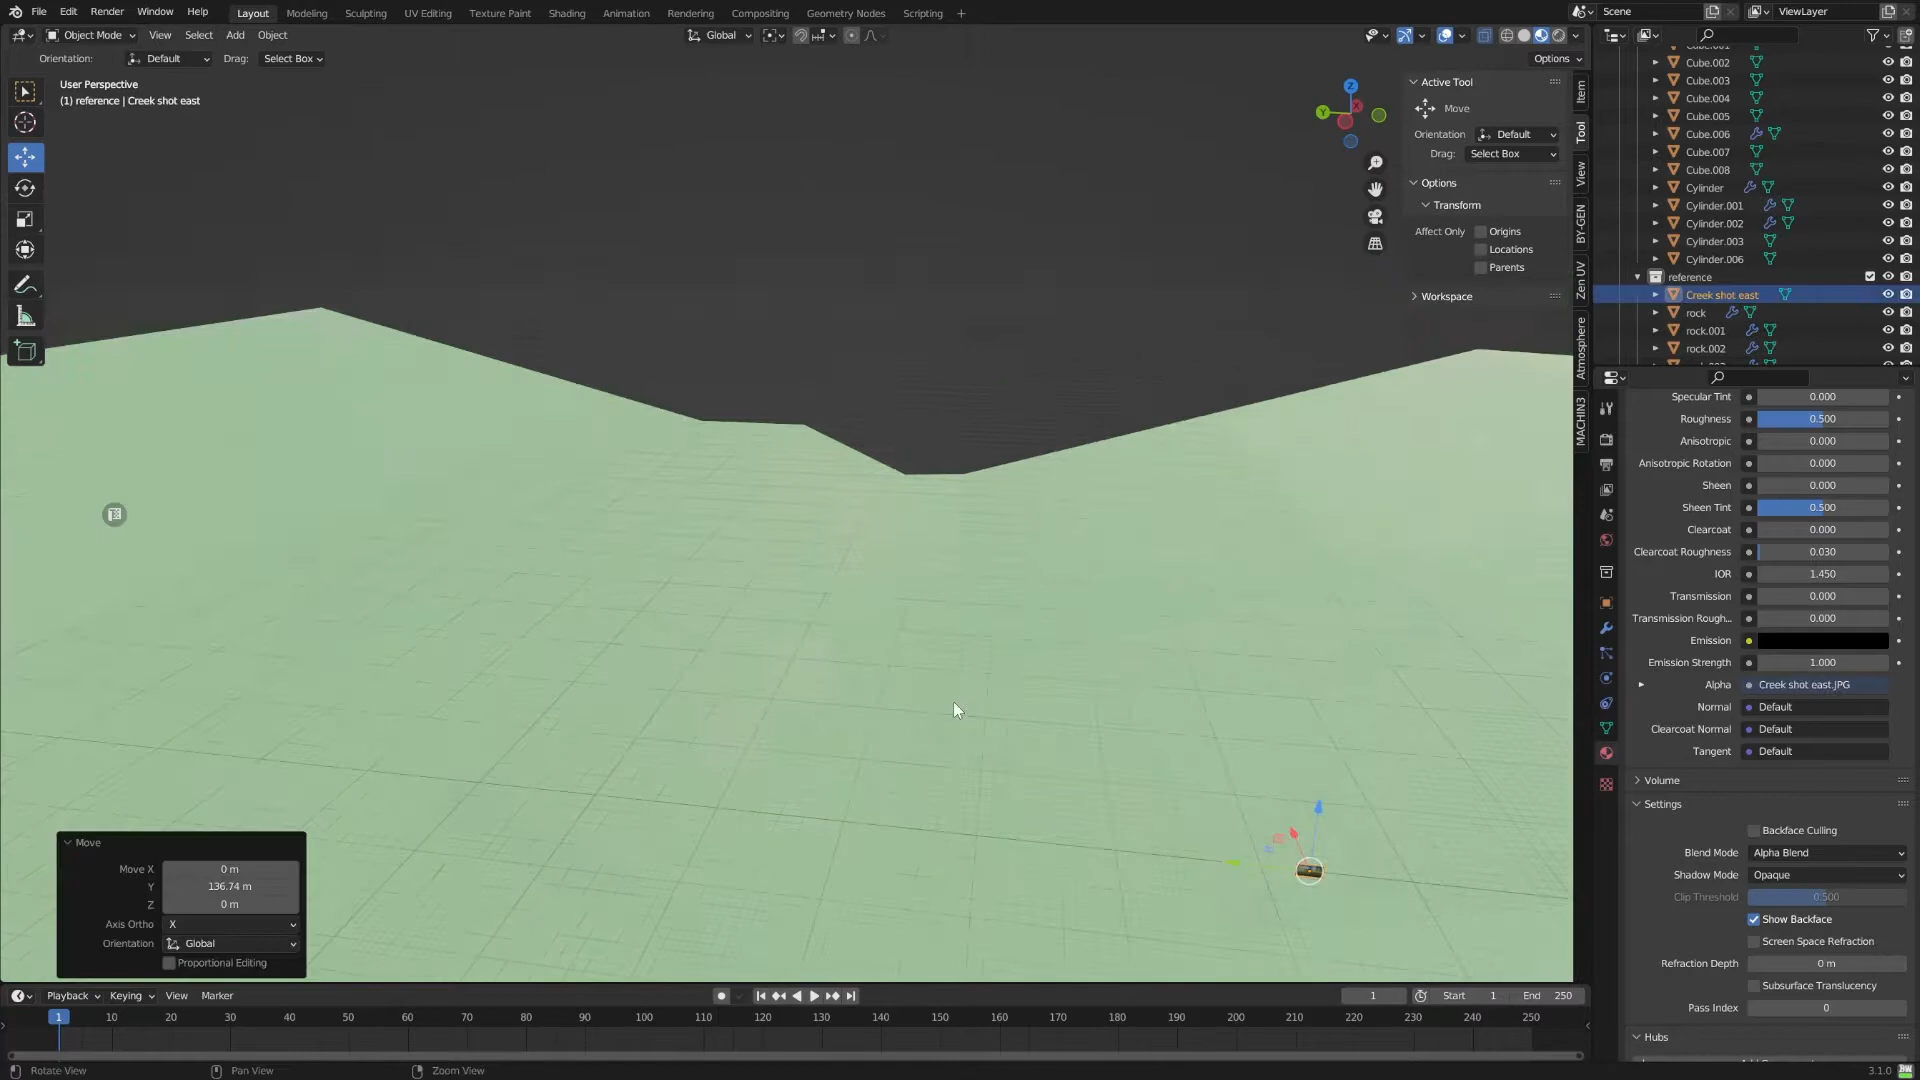 File Edit Render Window Help Layout Modeling Sculpting UV Editing Texture Paint Shading Animation Rendering Compositing Geometry Nodes Scripting + Scene ViewLayer
Object Mode View Select Add Object Global
Orientation: Default Drag: Select Box Options
User Perspective
(1) reference | Creek shot east
Z
Y
X
Active Tool
Move
Orientation Default
Drag: Select Box
Options
Transform
Affect Only Origins
Locations
Parents
Workspace
Item
Tool
View
BY-GEN
Zen UV
Atmosphere
MACHIN3
Cube.002
Cube.003
Cube.004
Cube.005
Cube.006
Cube.007
Cube.008
Cylinder
Cylinder.001
Cylinder.002
Cylinder.003
Cylinder.006
reference
Creek shot east
rock
rock.001
rock.002
Specular Tint 0.000
Roughness 0.500
Anisotropic 0.000
Anisotropic Rotation 0.000
Sheen 0.000
Sheen Tint 0.500
Clearcoat 0.000
Clearcoat Roughness 0.030
IOR 1.450
Transmission 0.000
Transmission Rough... 0.000
Emission
Emission Strength 1.000
Alpha Creek shot east.JPG
Normal Default
Clearcoat Normal Default
Tangent Default
Volume
Settings
Backface Culling
Blend Mode Alpha Blend
Shadow Mode Opaque
Clip Threshold 0.500
Show Backface
Screen Space Refraction
Refraction Depth 0 m
Subsurface Translucency
Pass Index 0
Hubs
Move
Move X 0 m
Y 136.74 m
Z 0 m
Axis Ortho X
Orientation Global
Proportional Editing
Playback Keying View Marker 1 Start 1 End 250
1 10 20 30 40 50 60 70 80 90 100 110 120 130 140 150 160 170 180 190 200 210 220 230 240 250
Rotate View Pan View Zoom View 3.1.0